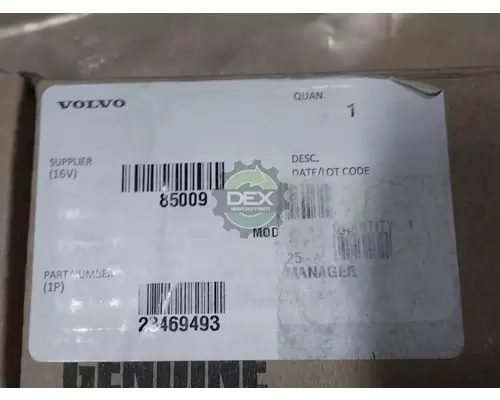 VOLVO
QUAN.
1
SUPPLIER
(16V)
85009
DESC.
DATE/LOT CODE
DEX
MOD
25
MANAGER
PART NUMBER
(1P)
23469493
GENUINE